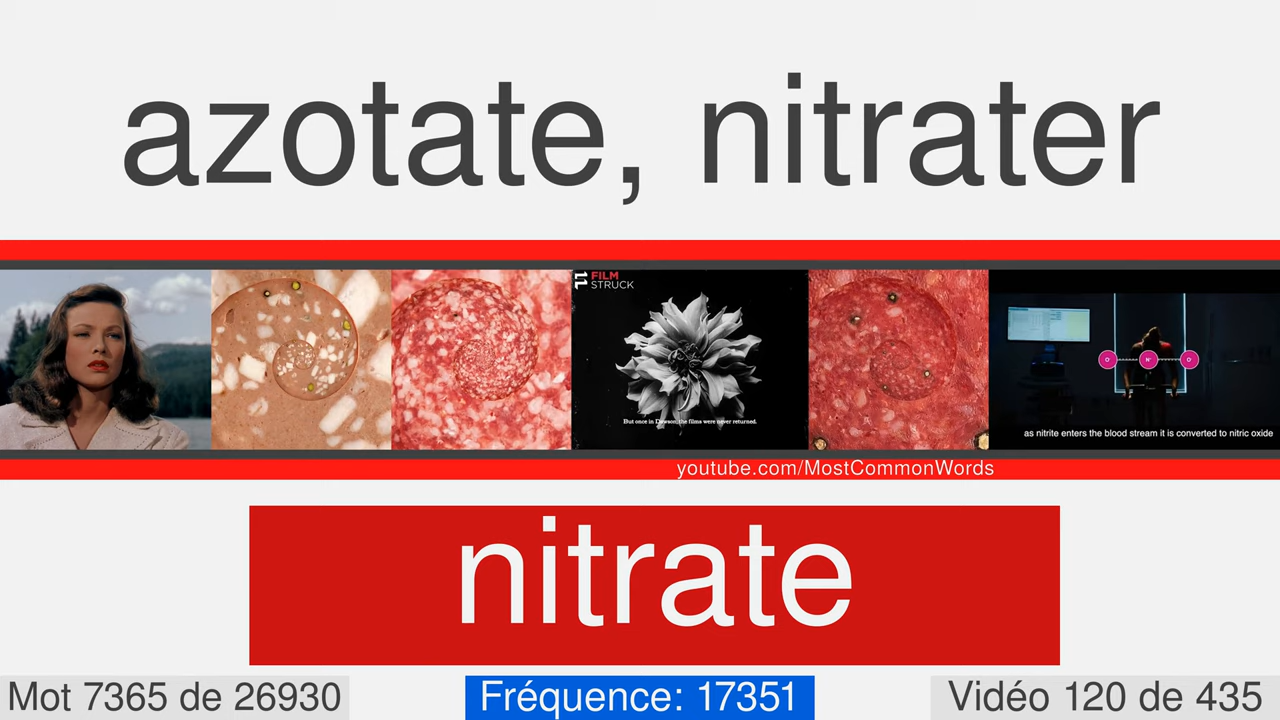 azotate, nitrater
FILM
STRUCK
But once in Dawson, the films were never returned.
O N+ O
as nitrite enters the blood stream it is converted to nitric oxide
youtube.com/MostCommonWords
nitrate
Mot 7365 de 26930
Fréquence: 17351
Vidéo 120 de 435